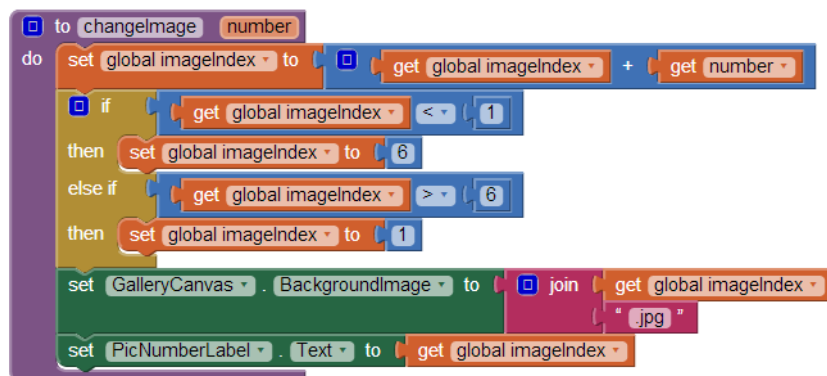 to changeImage number
do set global imageIndex to get global imageIndex + get number
if get global imageIndex < 1
then set global imageIndex to 6
else if get global imageIndex > 6
then set global imageIndex to 1
set GalleryCanvas . BackgroundImage to join get global imageIndex
" .jpg "
set PicNumberLabel . Text to get global imageIndex